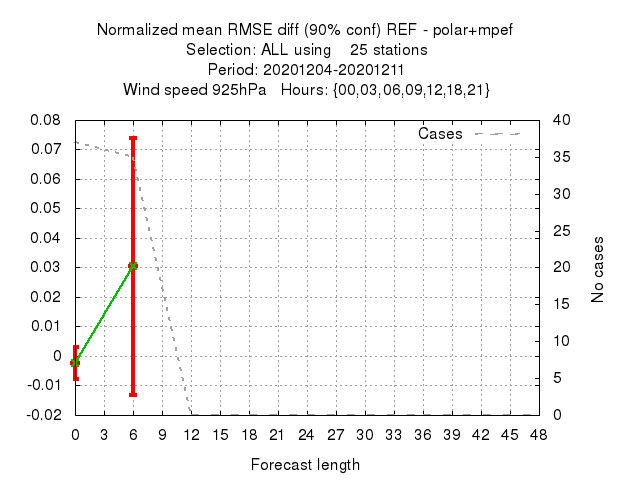 Normalized mean RMSE diff (90% conf) REF - polar+mpef
Selection: ALL using    25 stations
Period: 20201204-20201211
Wind speed 925hPa   Hours: {00,03,06,09,12,18,21}
Cases
0.08
0.07
0.06
0.05
0.04
0.03
0.02
0.01
0
-0.01
-0.02
40
35
30
25
20
15
10
5
0
No cases
0 3 6 9 12 15 18 21 24 27 30 33 36 39 42 45 48
Forecast length